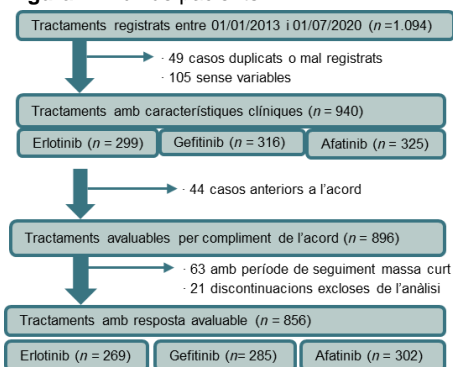 Tractaments registrats entre 01/01/2013 i 01/07/2020 (n =1.094)
· 49 casos duplicats o mal registrats
· 105 sense variables
Tractaments amb característiques clíniques (n = 940)
Erlotinib (n = 299) Gefitinib (n = 316) Afatinib (n = 325)
· 44 casos anteriors a l'acord
Tractaments avaluables per compliment de l'acord (n = 896)
· 63 amb període de seguiment massa curt
· 21 discontinuacions excloses de l'anàlisi
Tractaments amb resposta avaluable (n = 856)
Erlotinib (n = 269) Gefitinib (n= 285) Afatinib (n = 302)